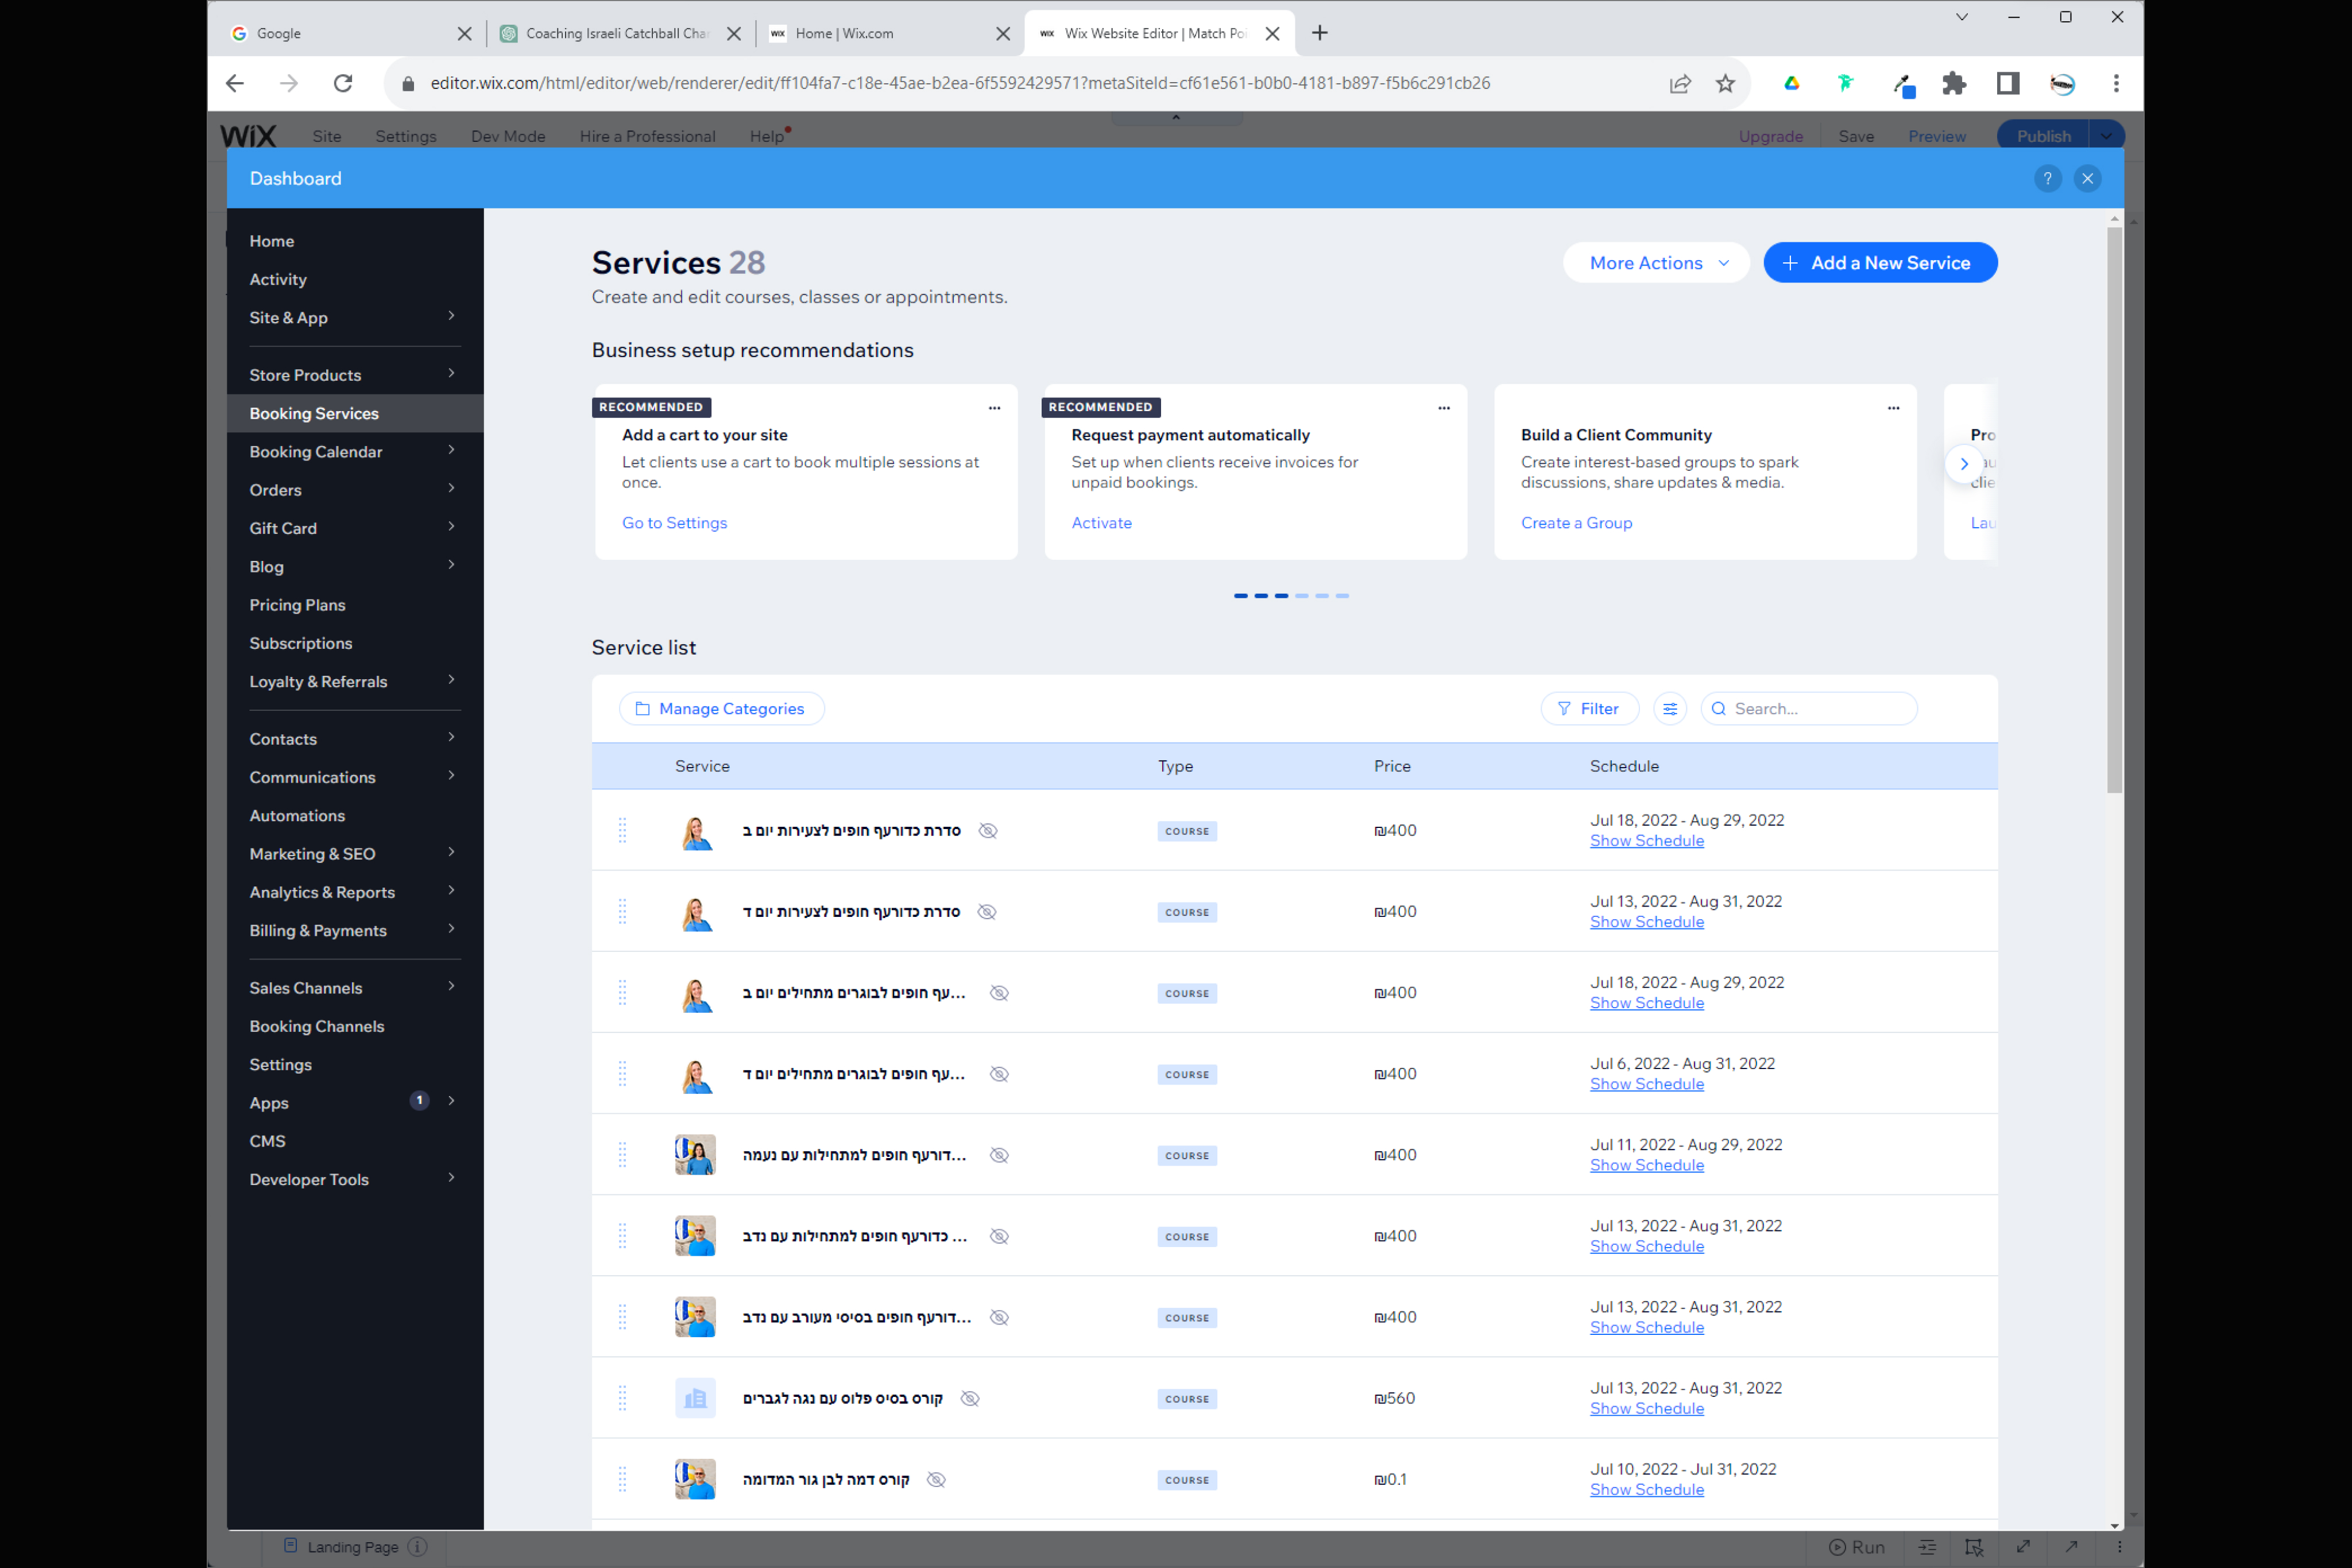 Google
Coaching Israeli Catchball Cha
Home | Wix.com
Wix Website Editor | Match Poi
editor.wix.com/html/editor/web/renderer/edit/ff104fa7-c18e-45ae-b2ea-6f5592429571?metaSiteId=cf61e561-b0b0-4181-b897-f5b6c291cb26
WiX Site Settings Dev Mode Hire a Professional Help Upgrade Save Preview Publish
Dashboard
Home
Activity
Site & App
Store Products
Booking Services
Booking Calendar
Orders
Gift Card
Blog
Pricing Plans
Subscriptions
Loyalty & Referrals
Contacts
Communications
Automations
Marketing & SEO
Analytics & Reports
Billing & Payments
Sales Channels
Booking Channels
Settings
Apps 1
CMS
Developer Tools
Services 28
Create and edit courses, classes or appointments.
More Actions
+ Add a New Service
Business setup recommendations
RECOMMENDED
Add a cart to your site
Let clients use a cart to book multiple sessions at
once.
Go to Settings
RECOMMENDED
Request payment automatically
Set up when clients receive invoices for
unpaid bookings.
Activate
Build a Client Community
Create interest-based groups to spark
discussions, share updates & media.
Create a Group
Pro
Lau
Service list
Manage Categories
Filter
Search...
Service Type Price Schedule
סדרת כדורעף חופים לצעירות יום ב COURSE ₪400 Jul 18, 2022 - Aug 29, 2022
Show Schedule
סדרת כדורעף חופים לצעירות יום ד COURSE ₪400 Jul 13, 2022 - Aug 31, 2022
Show Schedule
...עף חופים לבוגרים מתחילים יום ב COURSE ₪400 Jul 18, 2022 - Aug 29, 2022
Show Schedule
...עף חופים לבוגרים מתחילים יום ד COURSE ₪400 Jul 6, 2022 - Aug 31, 2022
Show Schedule
...דורעף חופים למתחילות עם נעמה COURSE ₪400 Jul 11, 2022 - Aug 29, 2022
Show Schedule
... כדורעף חופים למתחילות עם נדב COURSE ₪400 Jul 13, 2022 - Aug 31, 2022
Show Schedule
...דורעף חופים בסיסי מעורב עם נדב COURSE ₪400 Jul 13, 2022 - Aug 31, 2022
Show Schedule
קורס בסיס פלוס עם נגה לגברים COURSE ₪560 Jul 13, 2022 - Aug 31, 2022
Show Schedule
קורס דמה לבן גור המדומה COURSE ₪0.1 Jul 10, 2022 - Jul 31, 2022
Show Schedule
Landing Page
Run